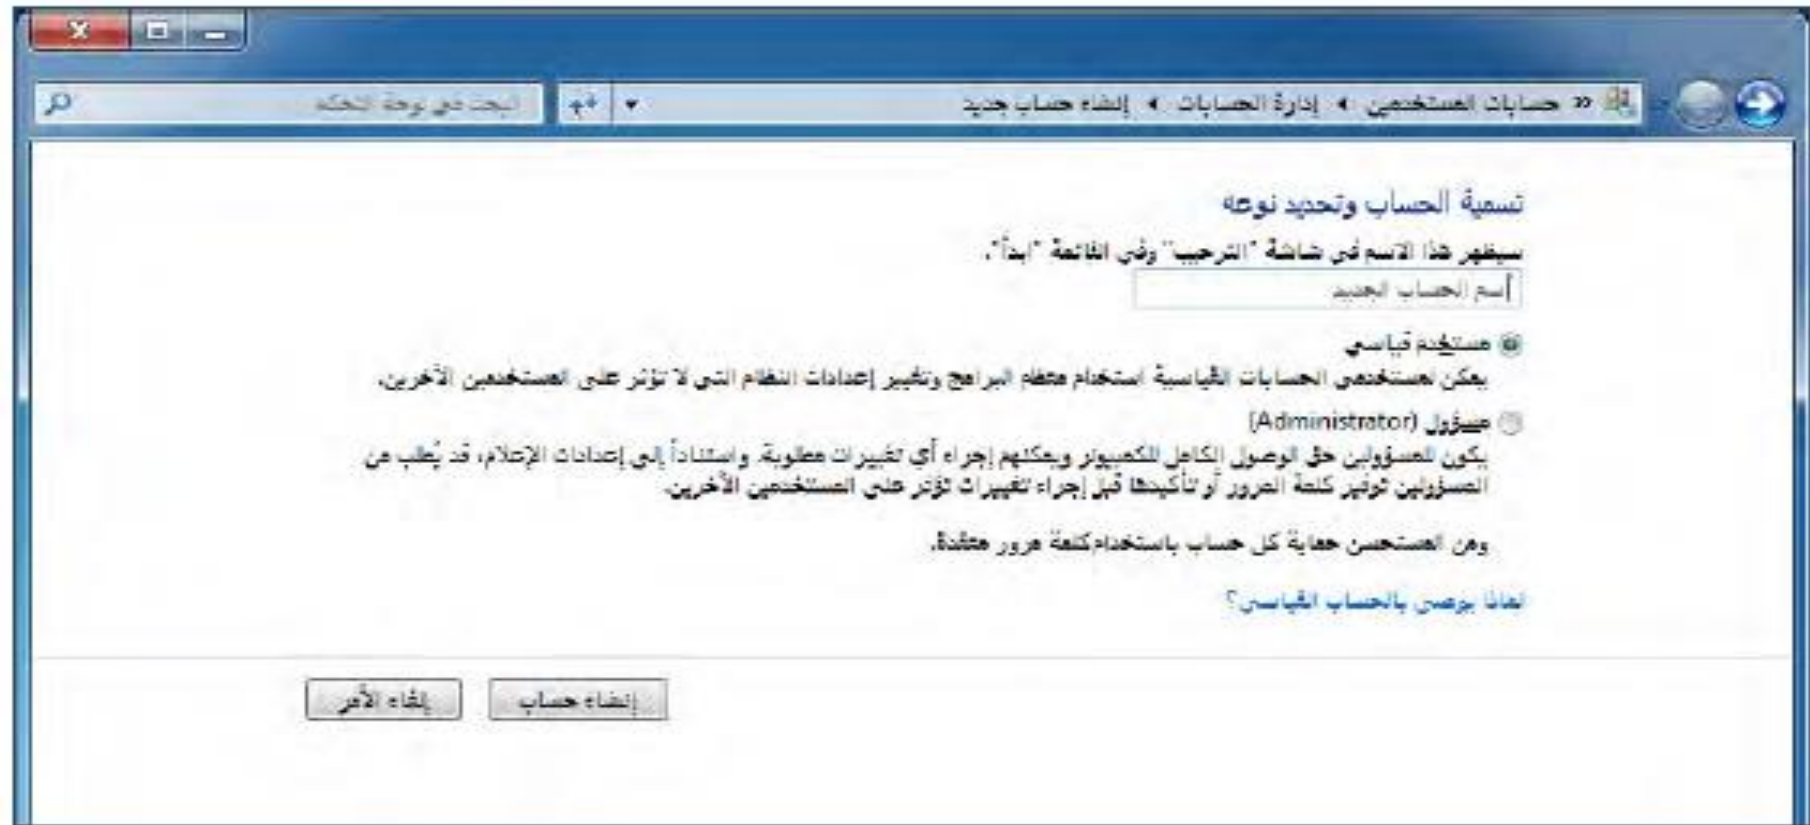 « حسابات المستخدمين ‹ إدارة الحسابات ‹ إنشاء حساب جديد
البحث في لوحة التحكم
تسمية الحساب وتحديد نوعه
سيظهر هذا الاسم في شاشة "الترحيب" وفي القائمة "ابدأ".
اسم الحساب الجديد
مستخدم قياسي
يمكن لمستخدمي الحسابات القياسية استخدام معظم البرامج وتغيير إعدادات النظام التي لا تؤثر على المستخدمين الآخرين.
مسؤول (Administrator)
يكون للمسؤولين حق الوصول الكامل للكمبيوتر ويمكنهم إجراء أي تغييرات مطلوبة. واستناداً إلى إعدادات الإعلام، قد يُطلب من
المسؤولين توفير كلمة المرور أو تأكيدها قبل إجراء تغييرات تؤثر على المستخدمين الآخرين.
ومن المستحسن حماية كل حساب باستخدام كلمة مرور معقدة.
لماذا يوصى بالحساب القياسي؟
إنشاء حساب
إلغاء الأمر